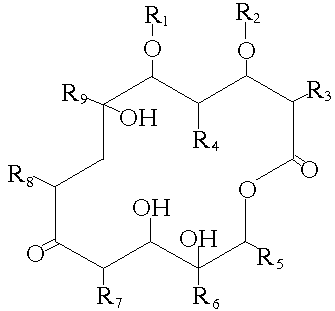 R1 R2
O O
R9 R3
OH R4
R8 O O
OH
OH
O R5
R7 R6